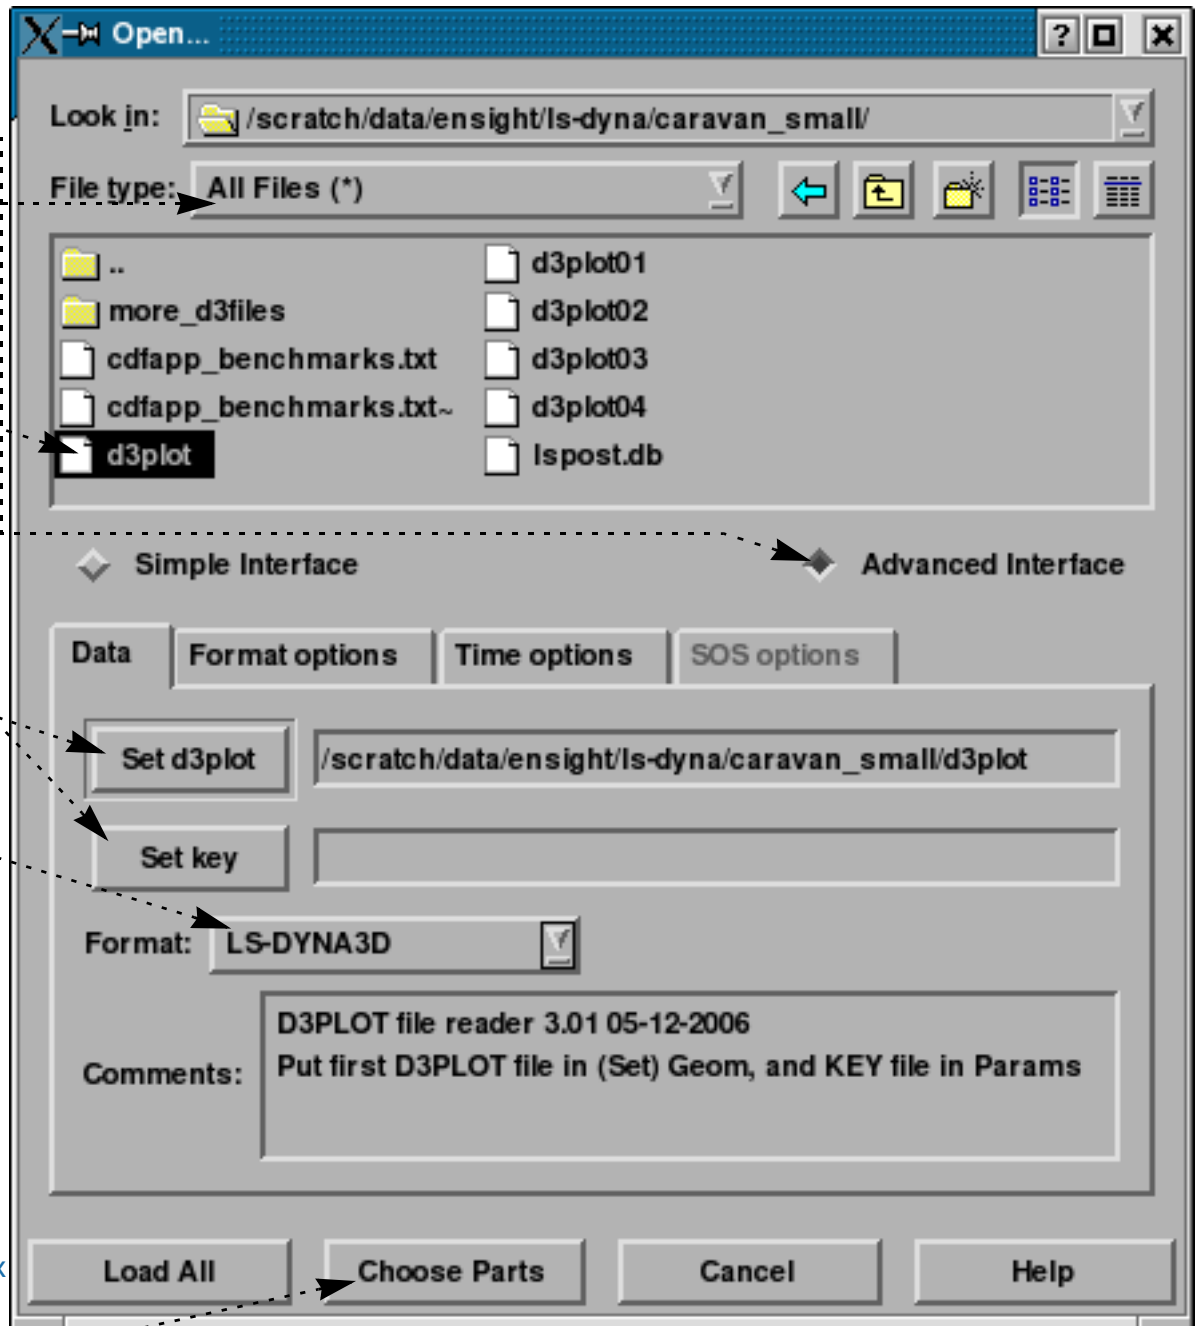 Open...
?
Look in: /scratch/data/ensight/ls-dyna/caravan_small/
File type: All Files (*)
..
more_d3files
cdfapp_benchmarks.txt
cdfapp_benchmarks.txt~
d3plot
d3plot01
d3plot02
d3plot03
d3plot04
lspost.db
Simple Interface Advanced Interface
Data Format options Time options SOS options
Set d3plot /scratch/data/ensight/ls-dyna/caravan_small/d3plot
Set key
Format: LS-DYNA3D
Comments:
D3PLOT file reader 3.01 05-12-2006
Put first D3PLOT file in (Set) Geom, and KEY file in Params
x
Load All Choose Parts Cancel Help